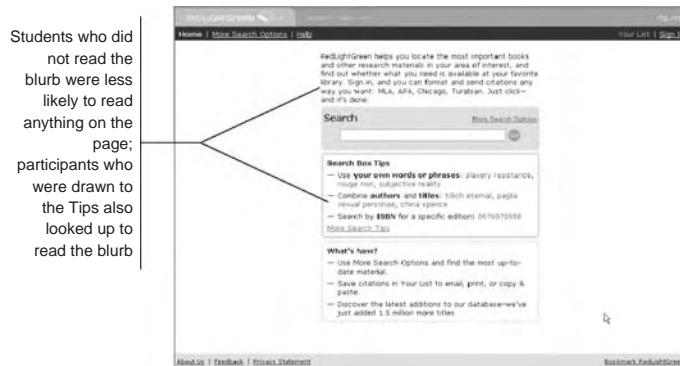 Students who did
not read the
blurb were less
likely to read
anything on the
page;
participants who
were drawn to
the Tips also
looked up to
read the blurb
REDLIGHTGREEN
Home | More Search Options | Help
Your List | Sign
RedLightGreen helps you locate the most important books
and other research materials in your area of interest, and
find out whether what you need is available at your favorite
library. Sign in, and you can format and send citations any
way you want: MLA, APA, Chicago, Turabian. Just click—
and it's done.
Search
More Search Options
Search Box Tips
— Use your own words or phrases: slavery resistance,
rouge noir, subjective reality
— Combine authors and titles: tillich eternal, paglia
sexual personae, china spence
— Search by ISBN for a specific edition:
More Search Tips
What's New?
— Use More Search Options and find the most up-to-
date material.
— Save citations in Your List to email, print, or copy &
paste.
— Discover the latest additions to our database—we've
just added 1.5 million more titles
About Us | Feedback | Privacy Statement
Bookmark RedLightGree